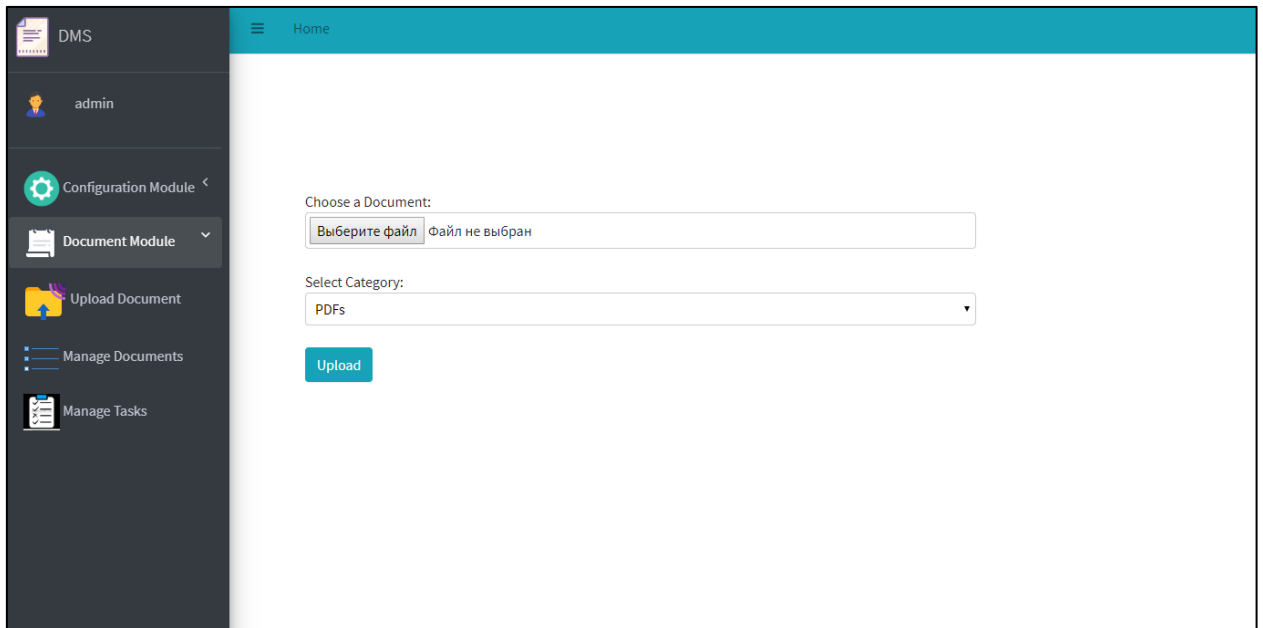 DMS
Home
admin
Configuration Module
Document Module
Upload Document
Manage Documents
Manage Tasks
Choose a Document:
Выберите файл Файл не выбран
Select Category:
PDFs
Upload